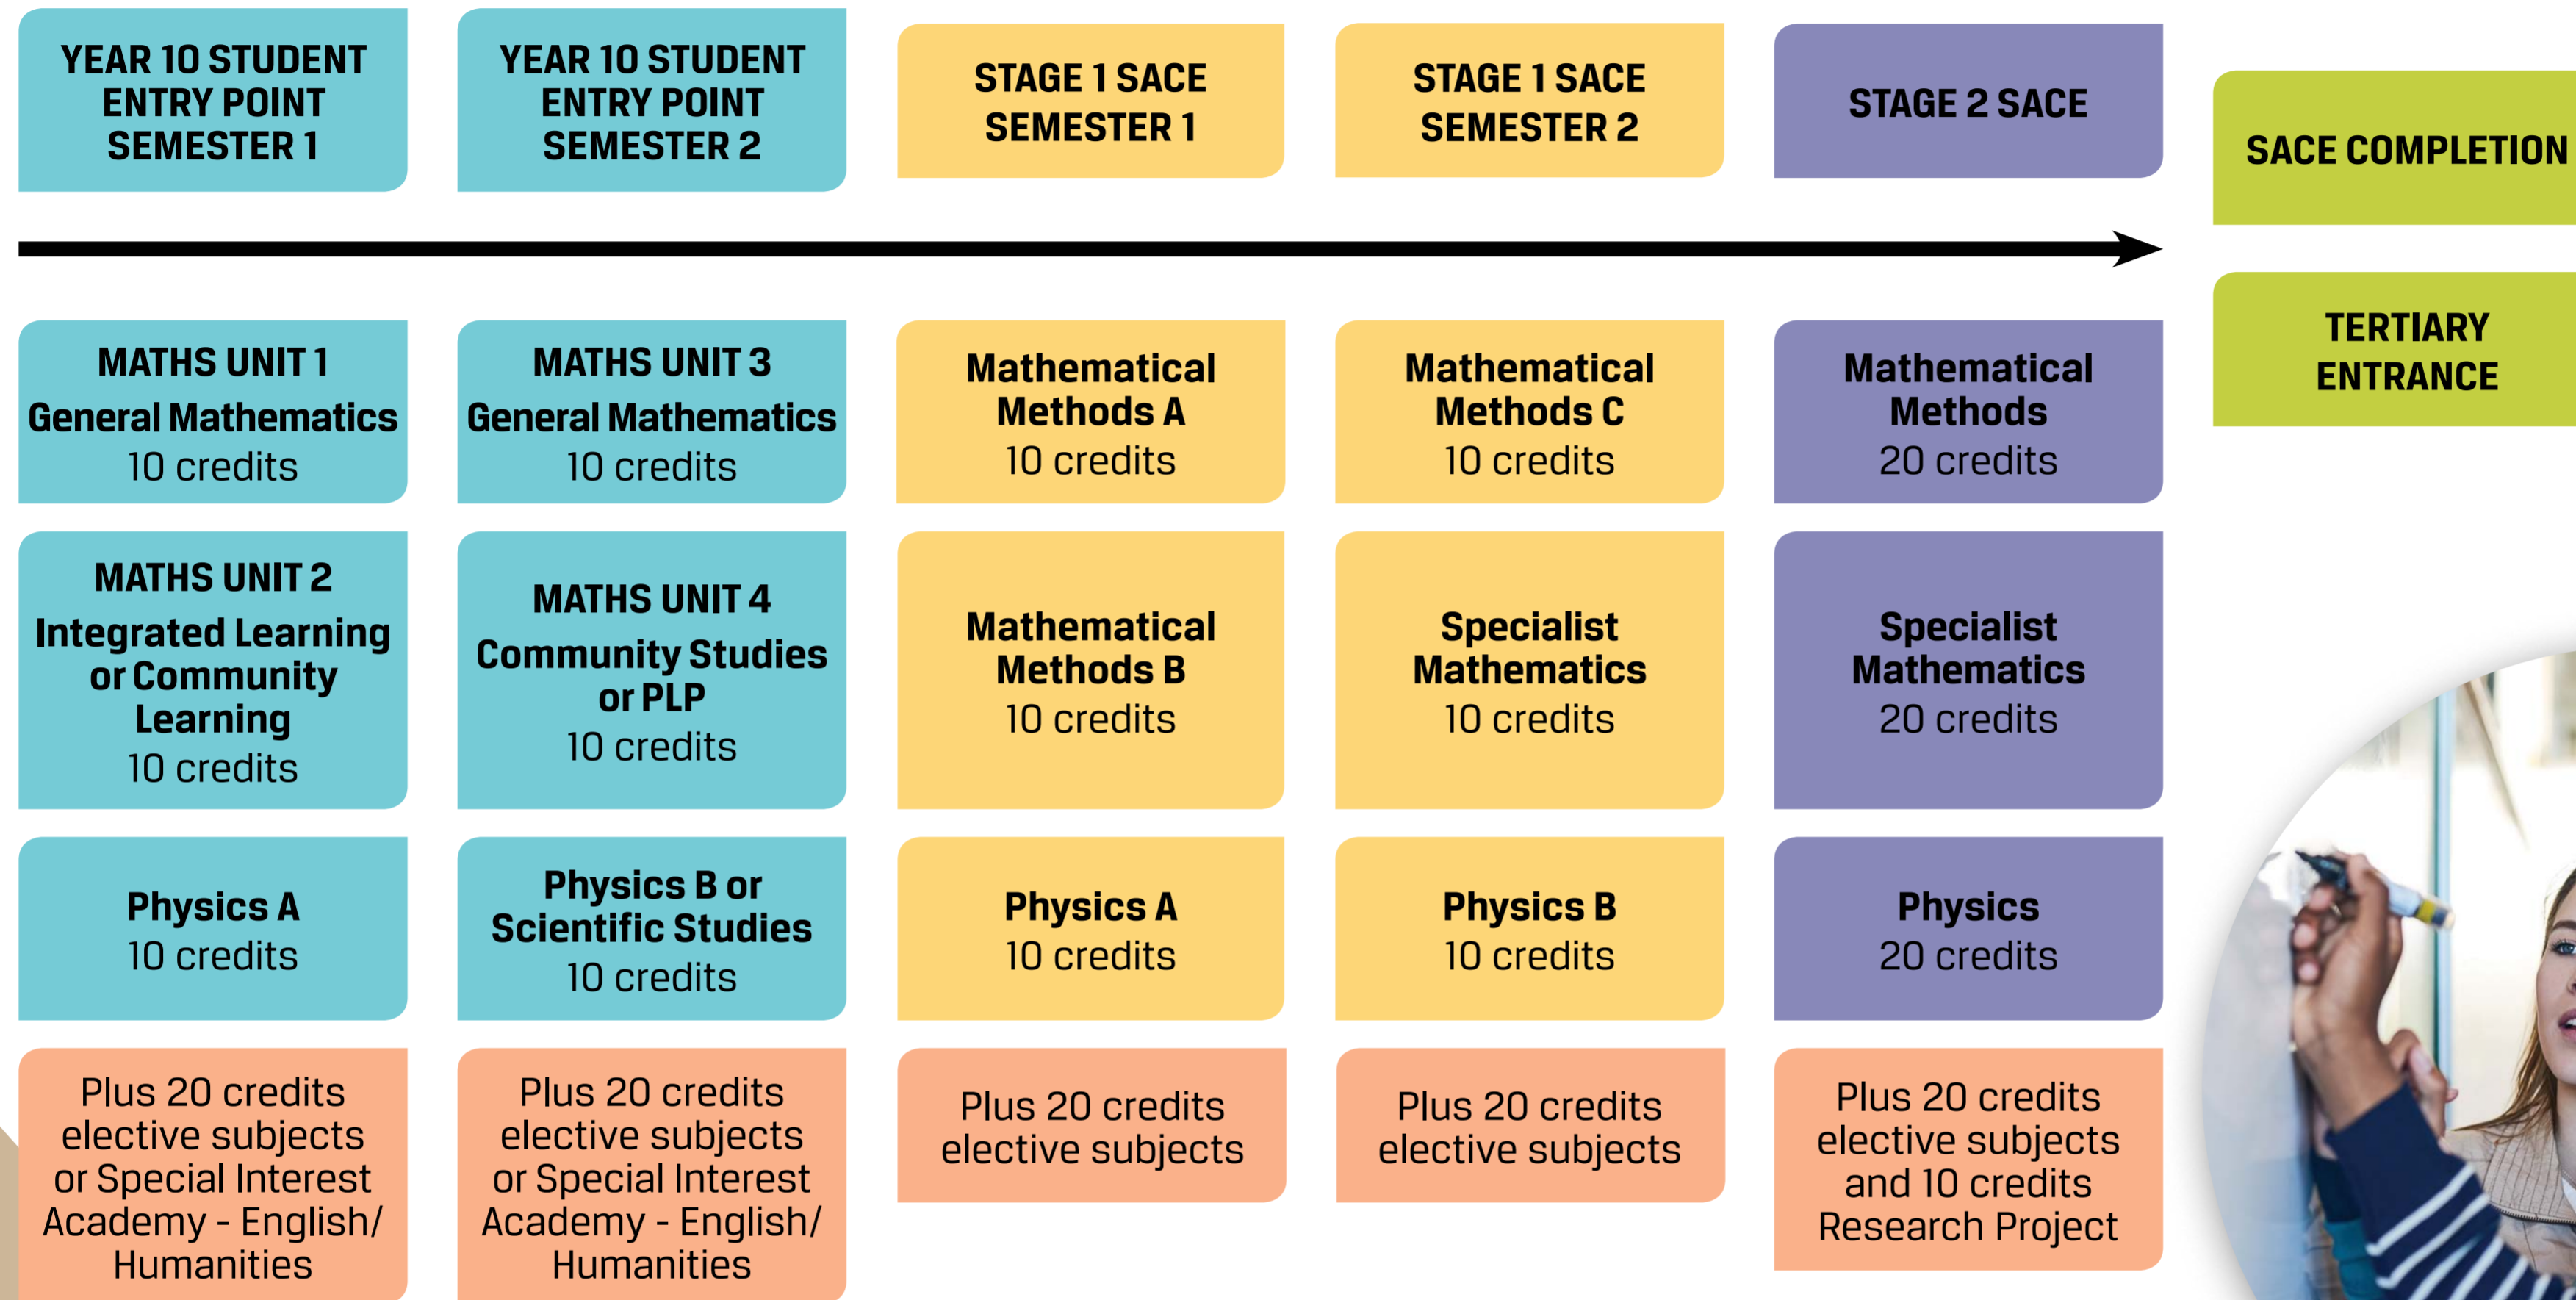 YEAR 10 STUDENT
ENTRY POINT
SEMESTER 1
YEAR 10 STUDENT
ENTRY POINT
SEMESTER 2
STAGE 1 SACE
SEMESTER 1
STAGE 1 SACE
SEMESTER 2
STAGE 2 SACE
SACE COMPLETION
TERTIARY
ENTRANCE
MATHS UNIT 1
General Mathematics
10 credits
MATHS UNIT 3
General Mathematics
10 credits
Mathematical
Methods A
10 credits
Mathematical
Methods C
10 credits
Mathematical
Methods
20 credits
MATHS UNIT 2
Integrated Learning
or Community
Learning
10 credits
MATHS UNIT 4
Community Studies
or PLP
10 credits
Mathematical
Methods B
10 credits
Specialist
Mathematics
10 credits
Specialist
Mathematics
20 credits
Physics A
10 credits
Physics B or
Scientific Studies
10 credits
Physics A
10 credits
Physics B
10 credits
Physics
20 credits
Plus 20 credits
elective subjects
or Special Interest
Academy - English/
Humanities
Plus 20 credits
elective subjects
or Special Interest
Academy - English/
Humanities
Plus 20 credits
elective subjects
Plus 20 credits
elective subjects
Plus 20 credits
elective subjects
and 10 credits
Research Project